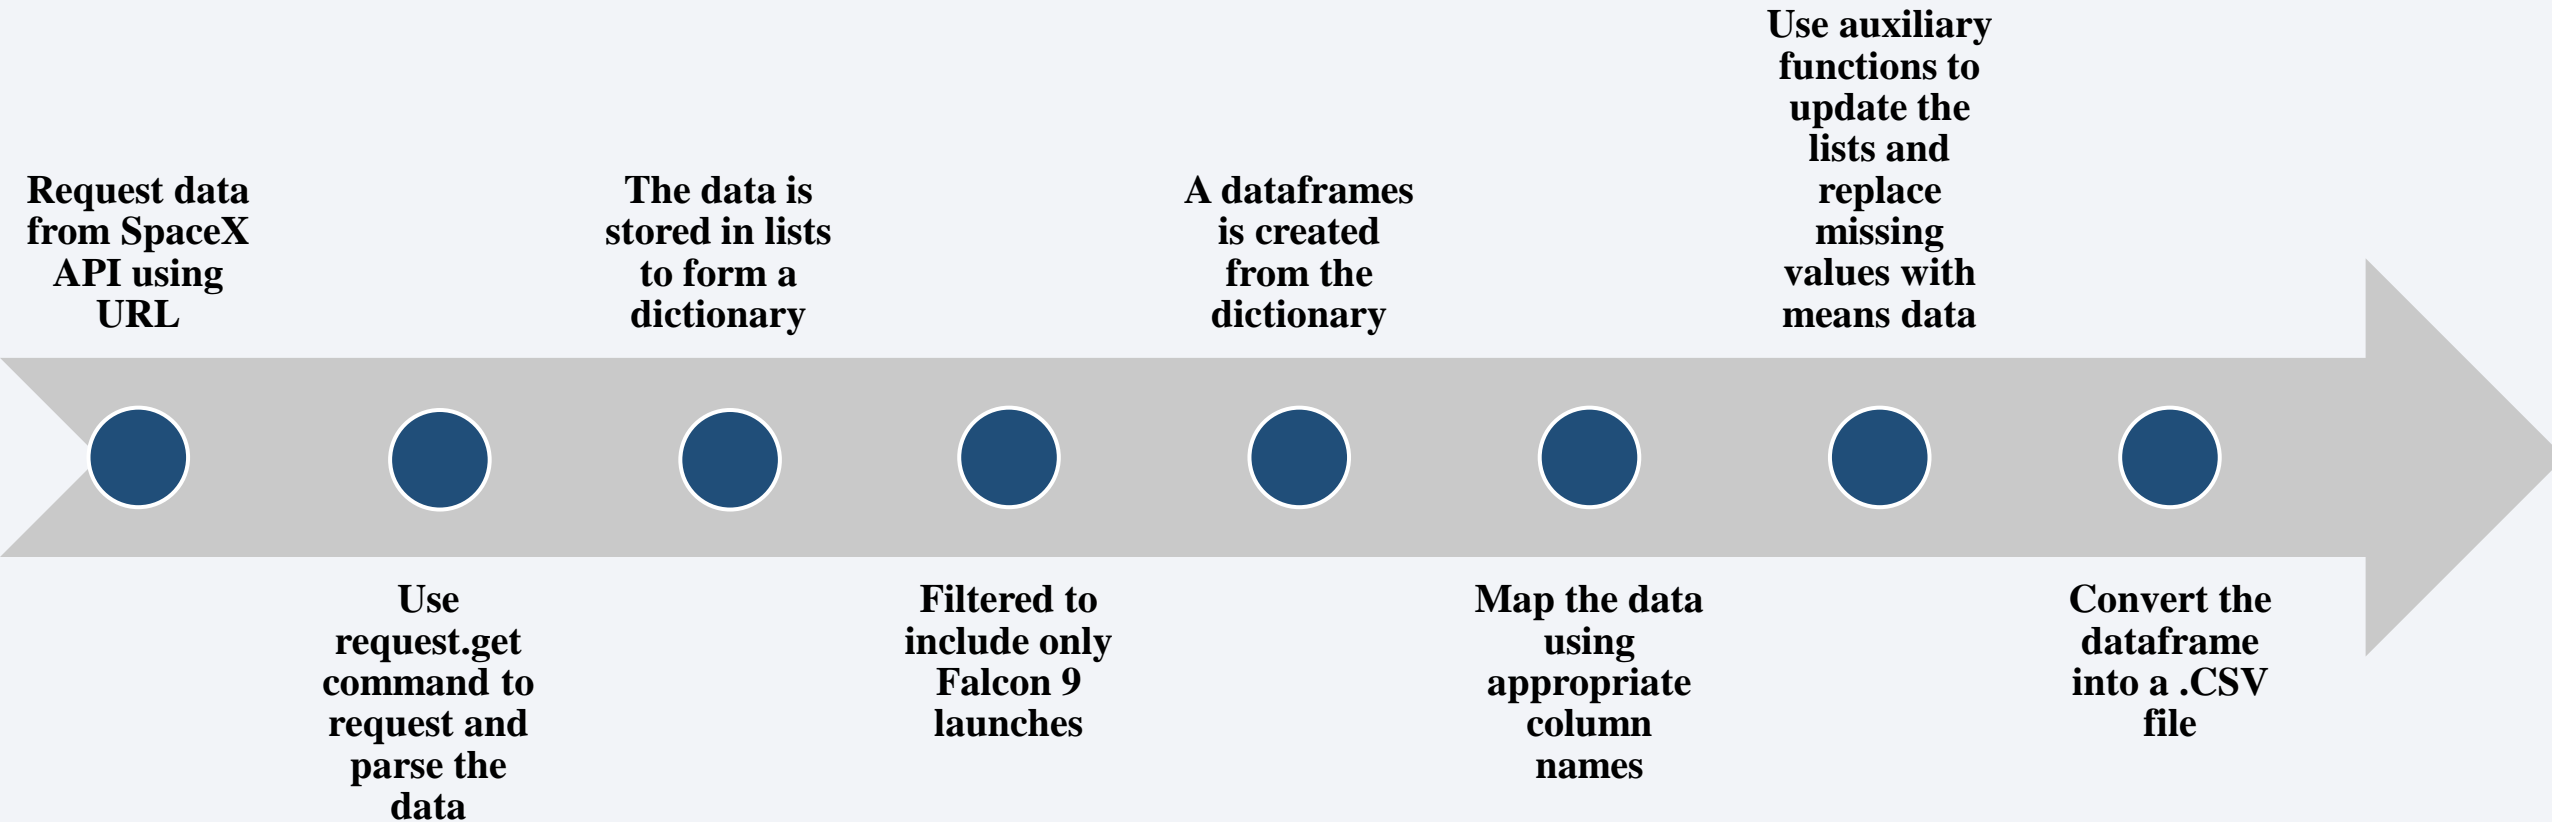 Request data
from SpaceX
API using
URL
Use
request.get
command to
request and
parse the
data
The data is
stored in lists
to form a
dictionary
Filtered to
include only
Falcon 9
launches
A dataframes
is created
from the
dictionary
Map the data
using
appropriate
column
names
Use auxiliary
functions to
update the
lists and
replace
missing
values with
means data
Convert the
dataframe
into a .CSV
file